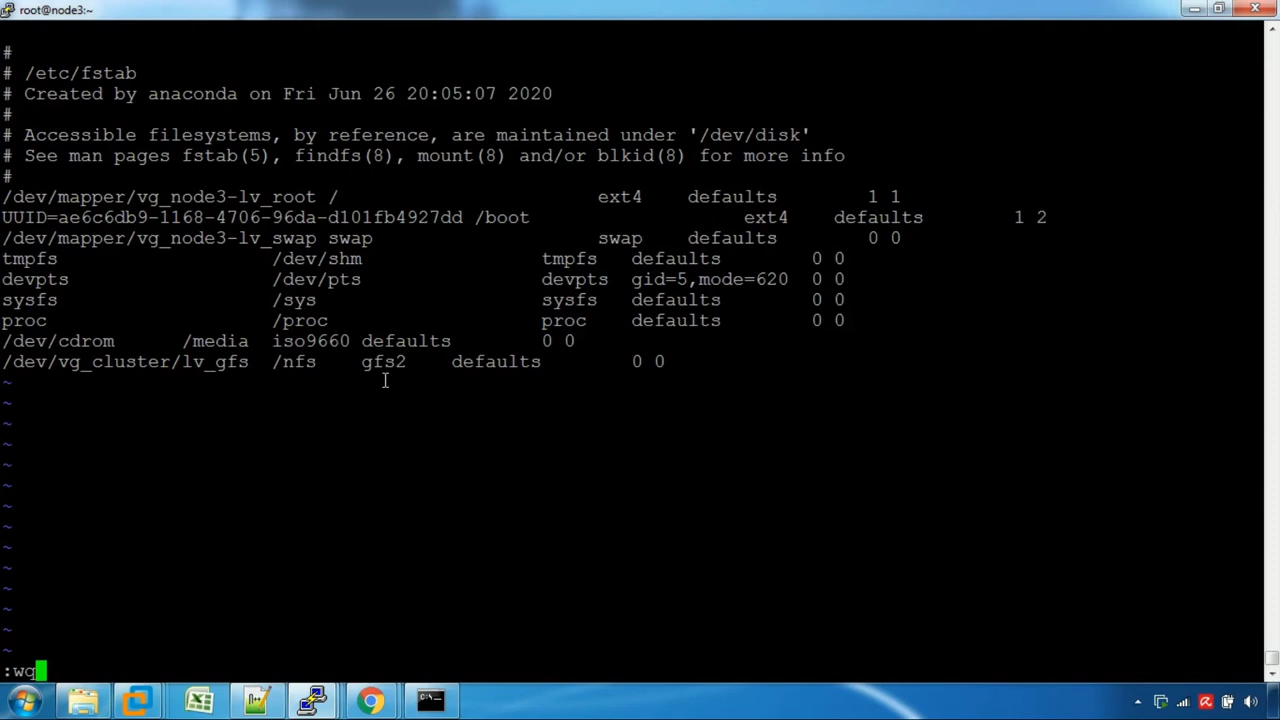 root@node3:~
#
# /etc/fstab
# Created by anaconda on Fri Jun 26 20:05:07 2020
#
# Accessible filesystems, by reference, are maintained under '/dev/disk'
# See man pages fstab(5), findfs(8), mount(8) and/or blkid(8) for more info
#
/dev/mapper/vg_node3-lv_root / ext4 defaults 1 1
UUID=ae6c6db9-1168-4706-96da-d101fb4927dd /boot ext4 defaults 1 2
/dev/mapper/vg_node3-lv_swap swap swap defaults 0 0
tmpfs /dev/shm tmpfs defaults 0 0
devpts /dev/pts devpts gid=5,mode=620 0 0
sysfs /sys sysfs defaults 0 0
proc /proc proc defaults 0 0
/dev/cdrom /media iso9660 defaults 0 0
/dev/vg_cluster/lv_gfs /nfs gfs2 defaults 0 0
~
~
~
~
~
~
~
~
~
~
~
~
~
~
:wq